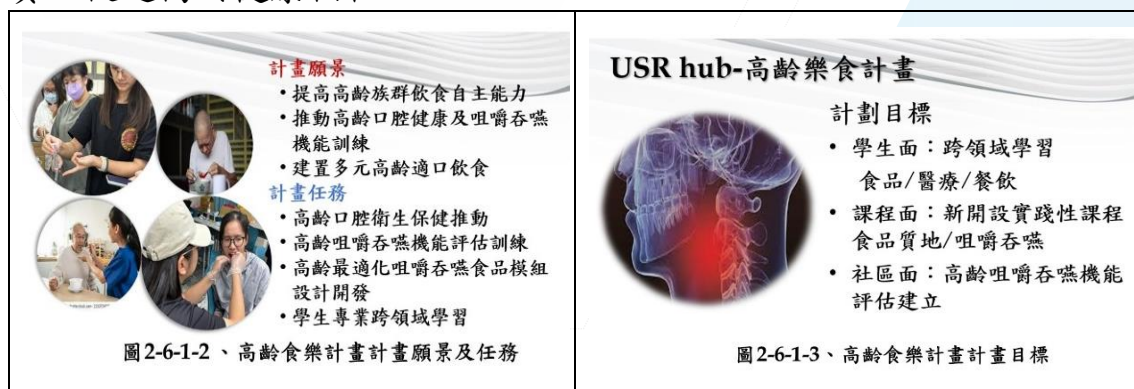 計畫願景
•提高高齡族群飲食自主能力
•推動高齡口腔健康及咀嚼吞嚥
機能訓練
•建置多元高齡適口飲食
計畫任務
•高齡口腔衛生保健推動
•高齡咀嚼吞嚥機能評估訓練
•高齡最適化咀嚼吞嚥食品模組
設計開發
•學生專業跨領域學習
圖2-6-1-2、高齡食樂計畫計畫願景及任務
USR hub-高齡樂食計畫
計劃目標
• 學生面：跨領域學習
食品/醫療/餐飲
• 課程面：新開設實踐性課程
食品質地/咀嚼吞嚥
• 社區面：高齡咀嚼吞嚥機能
評估建立
圖2-6-1-3、高齡食樂計畫計畫目標